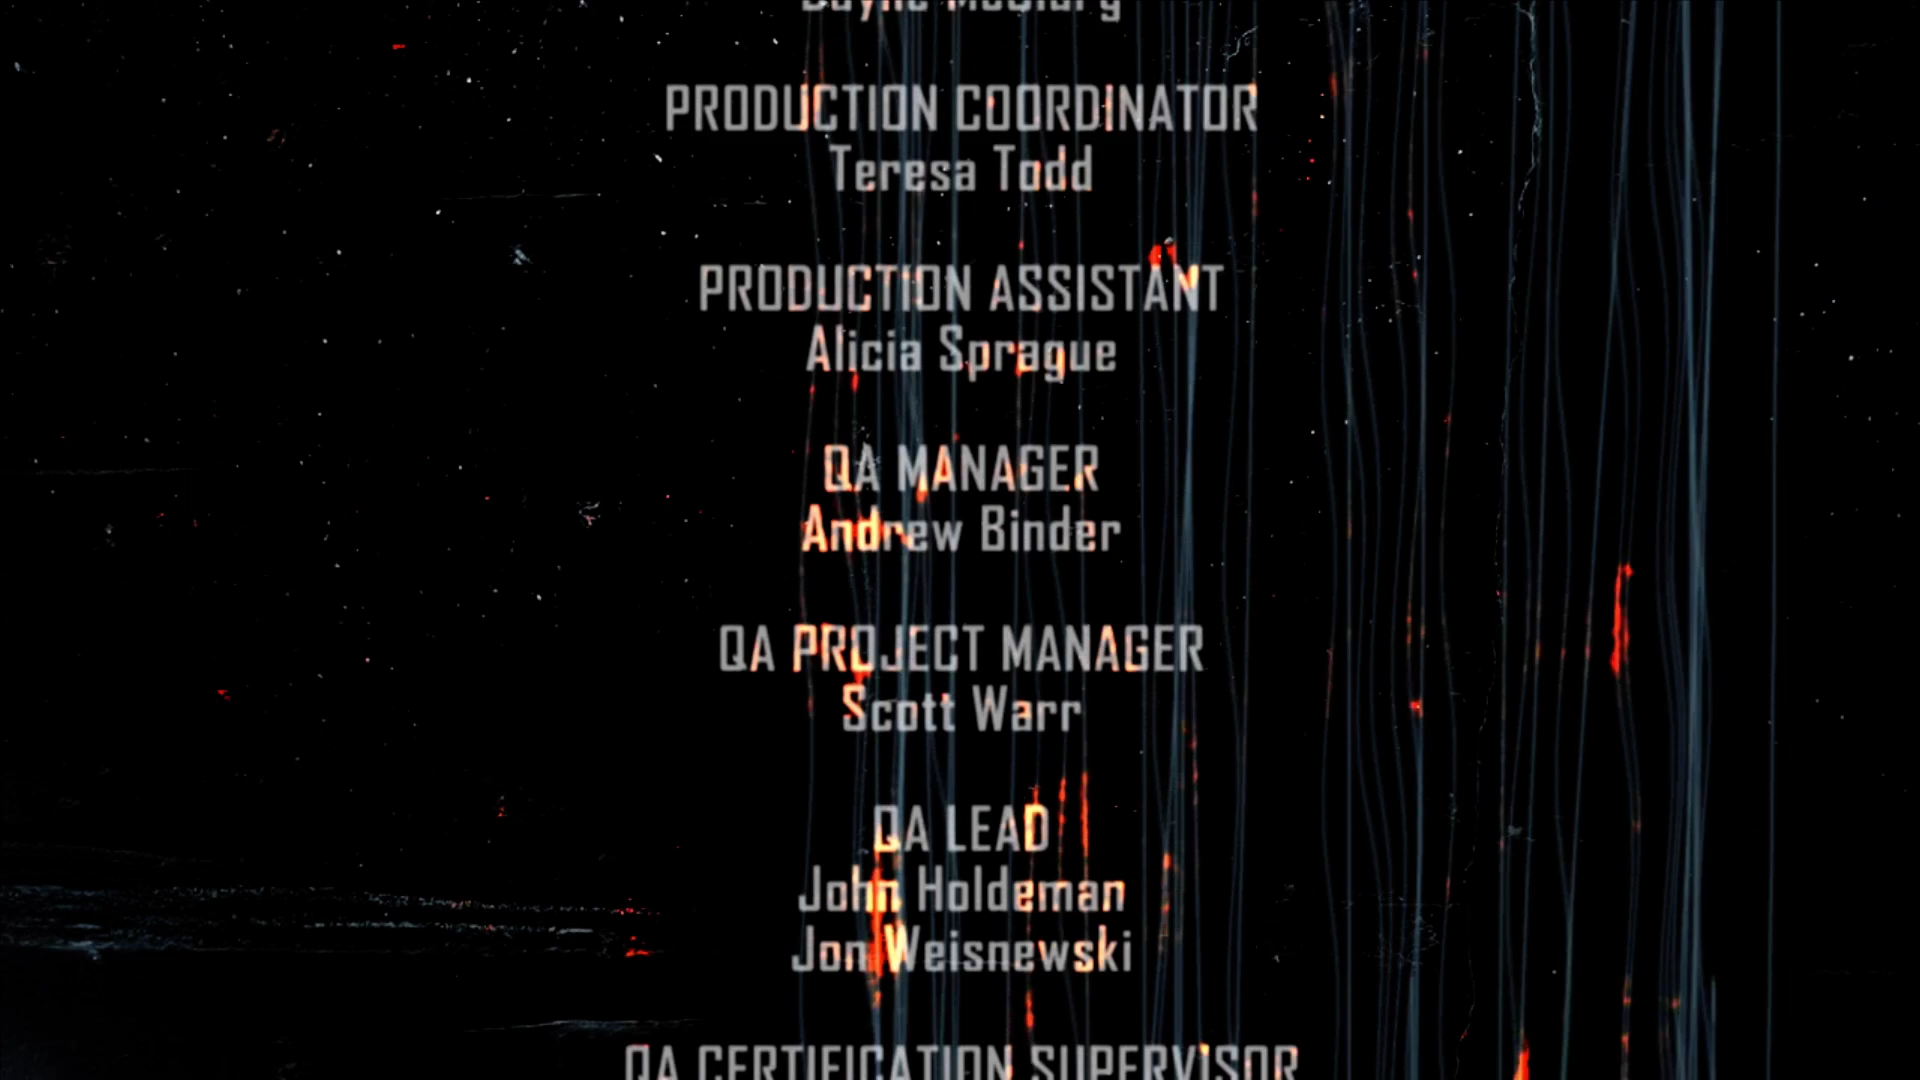 PRODUCTION COORDINATOR
Teresa Todd
PRODUCTION ASSISTANT
Alicia Sprague
QA MANAGER
Andrew Binder
QA PROJECT MANAGER
Scott Warr
QA LEAD
John Holdeman
Jon Weisnewski
QA CERTIFICATION SUPERVISOR